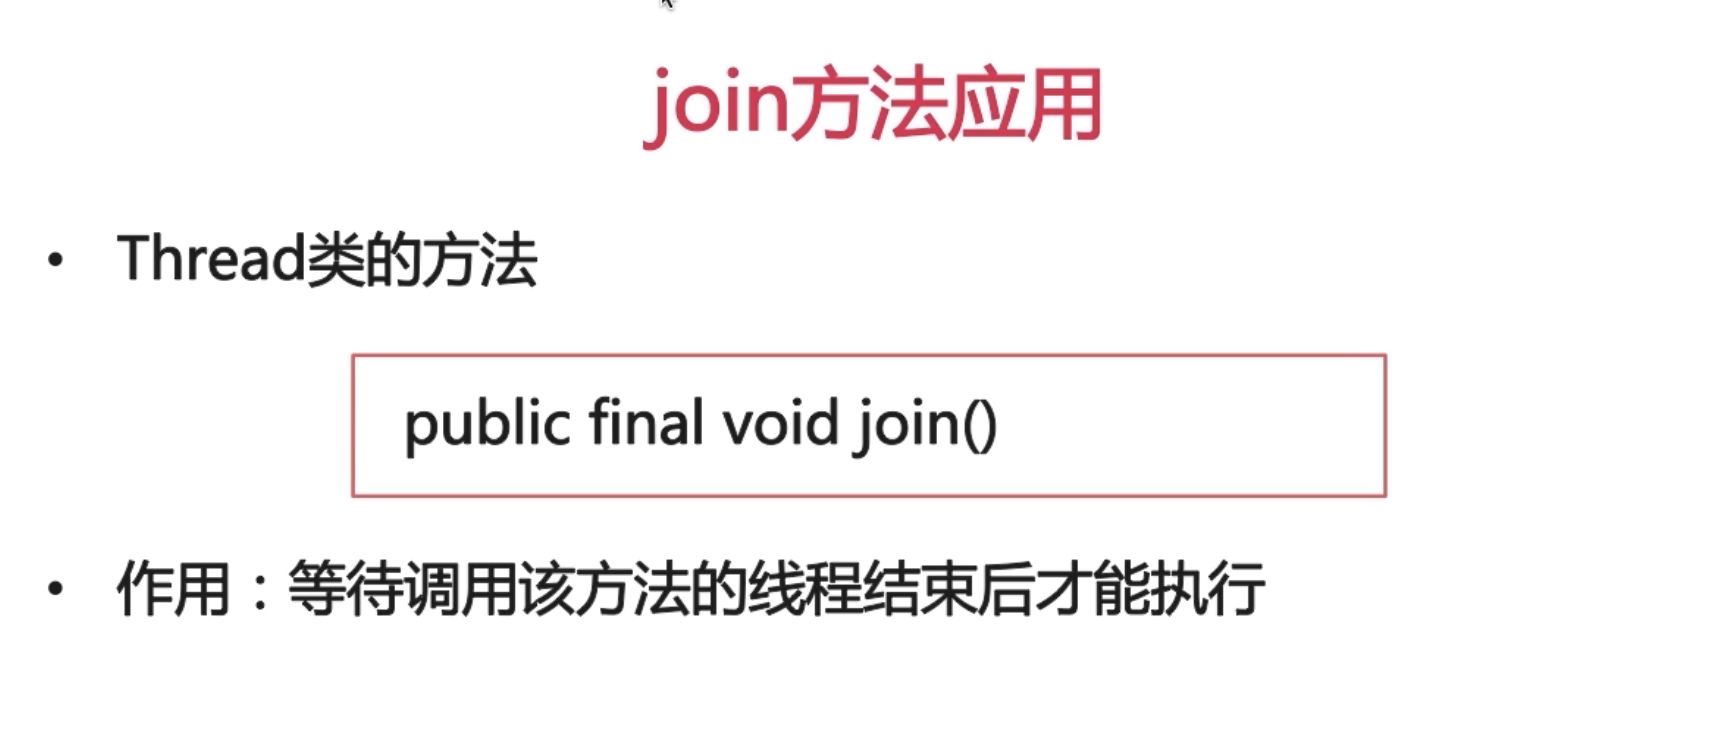 join方法应用
• Thread类的方法
public final void join()
• 作用：等待调用该方法的线程结束后才能执行